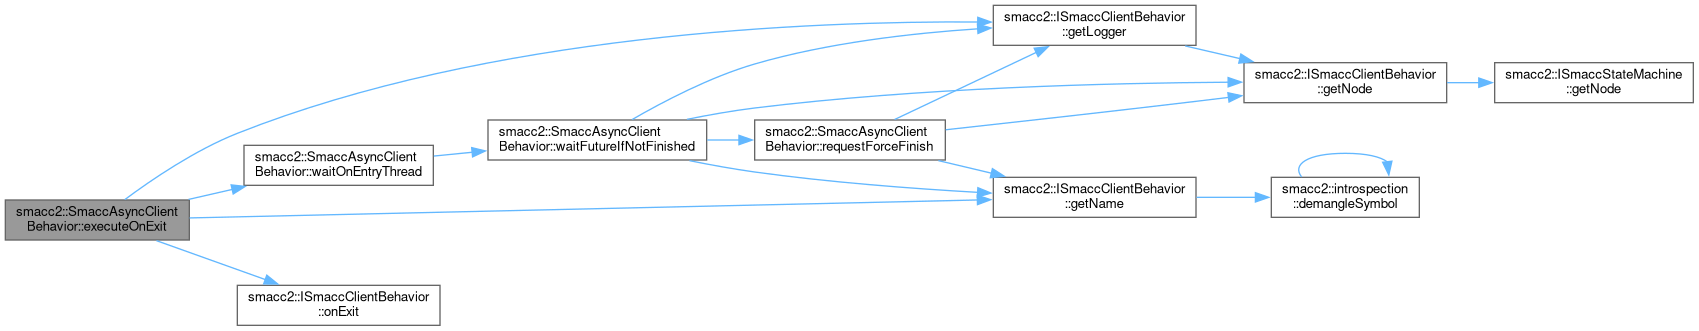 smacc2::SmaccAsyncClient
Behavior::executeOnExit
smacc2::SmaccAsyncClient
Behavior::waitOnEntryThread
smacc2::ISmaccClientBehavior
::onExit
smacc2::SmaccAsyncClient
Behavior::waitFutureIfNotFinished
smacc2::SmaccAsyncClient
Behavior::requestForceFinish
smacc2::ISmaccClientBehavior
::getLogger
smacc2::ISmaccClientBehavior
::getName
smacc2::ISmaccClientBehavior
::getNode
smacc2::introspection
::demangleSymbol
smacc2::ISmaccStateMachine
::getNode